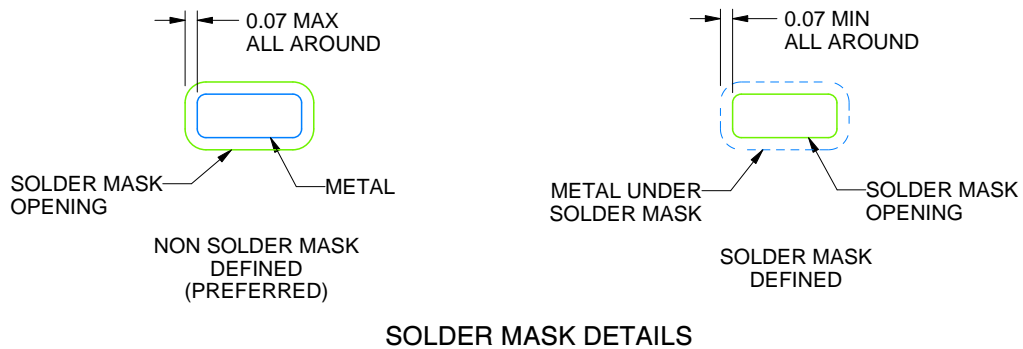 0.07 MAX
ALL AROUND
SOLDER MASK
OPENING
METAL
NON SOLDER MASK
DEFINED
(PREFERRED)
0.07 MIN
ALL AROUND
METAL UNDER
SOLDER MASK
SOLDER MASK
OPENING
SOLDER MASK
DEFINED
SOLDER MASK DETAILS